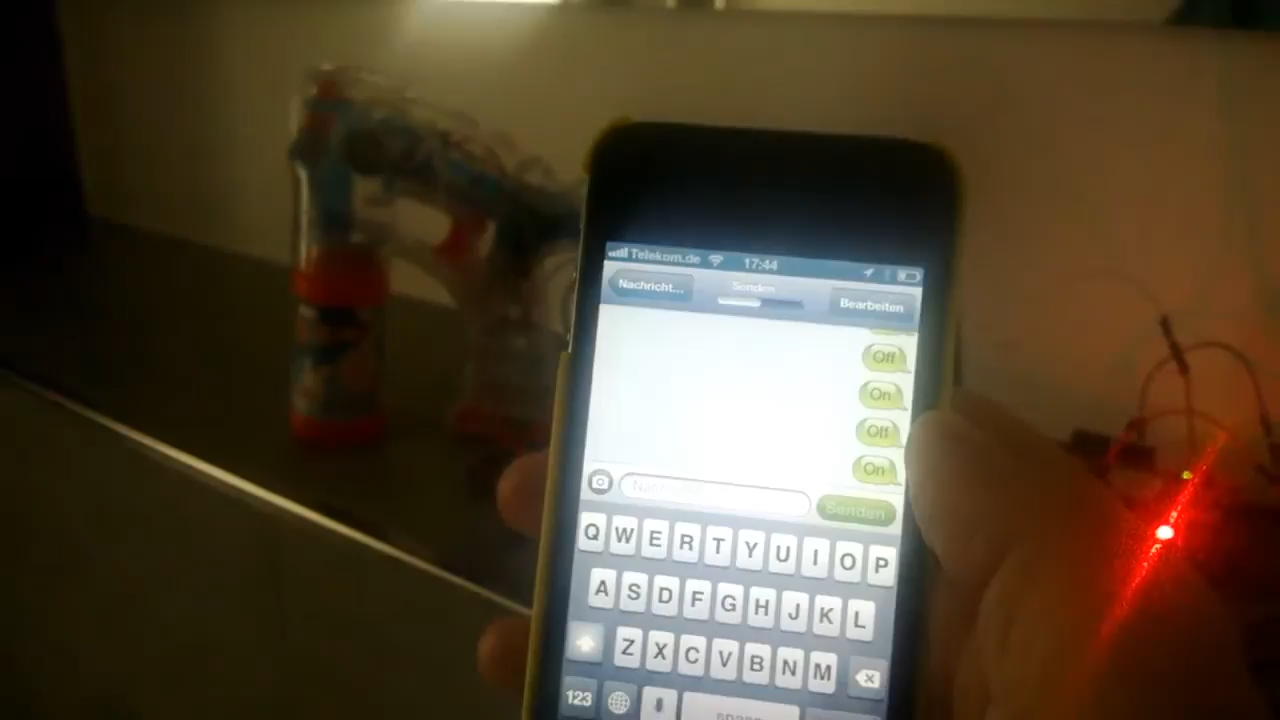 Telekom.de 17:44
Nachricht... Senden Bearbeiten
Off
On
Off
On
Senden
Q W E R T Y U I O P
A S D F G H J K L
Z X C V B N M
123 space